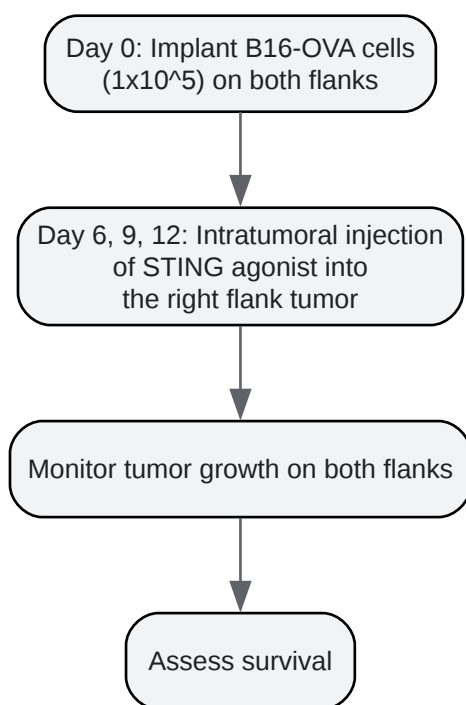 Day 0: Implant B16-OVA cells
(1x10^5) on both flanks
Day 6, 9, 12: Intratumoral injection
of STING agonist into
the right flank tumor
Monitor tumor growth on both flanks
Assess survival